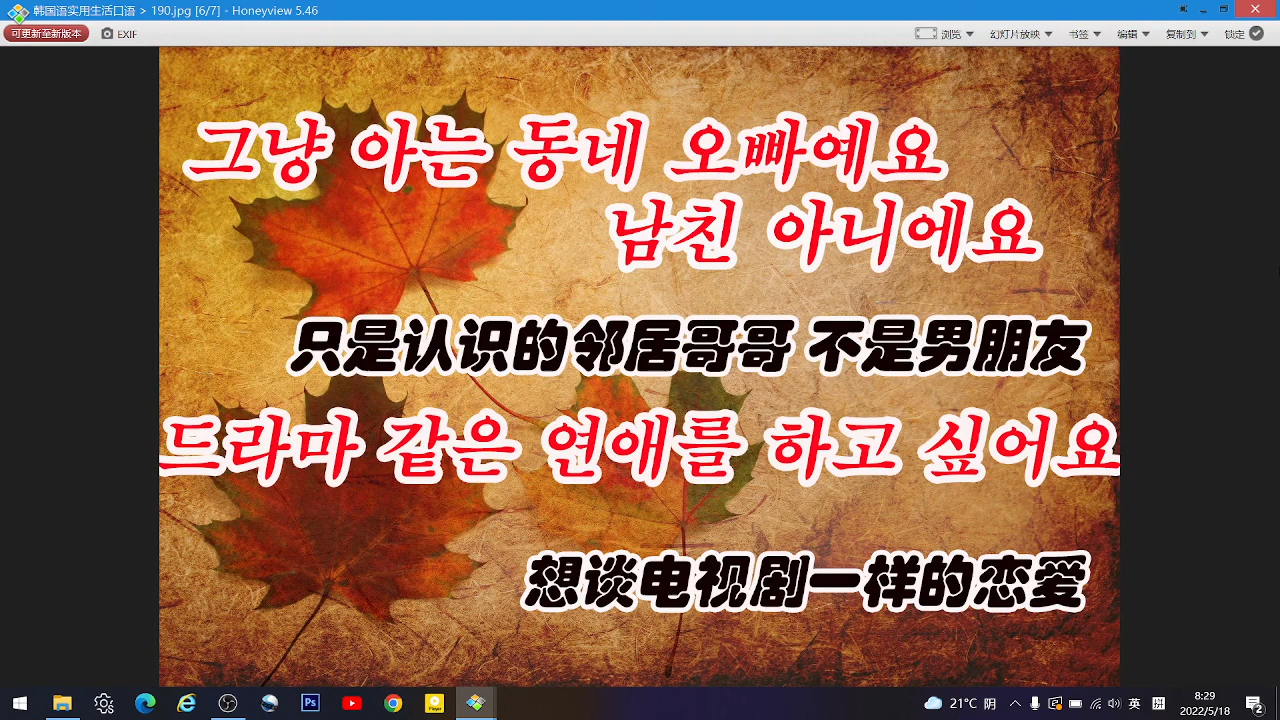 韩国语实用生活口语 > 190.jpg [6/7] - Honeyview 5.46
可更新至新版本 EXIF 浏览 幻灯片放映 书签 编辑 复制到 锁定
그냥 아는 동네 오빠예요
남친 아니에요
只是认识的邻居哥哥 不是男朋友
드라마 같은 연애를 하고 싶어요
想谈电视剧一样的恋爱
Ps Player 21°C 阴 英 拼 8:29
2022/5/18 2